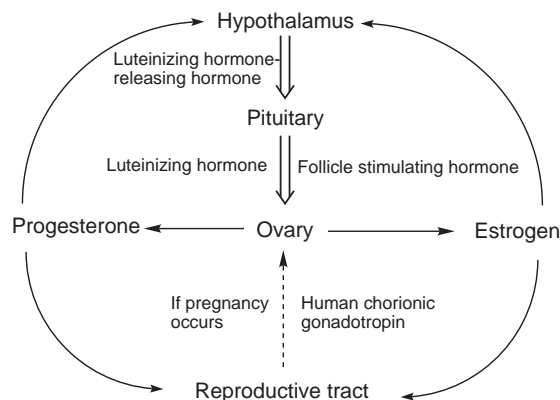 Hypothalamus
Luteinizing hormone-
releasing hormone
Pituitary
Luteinizing hormone
Follicle stimulating hormone
Progesterone
Ovary
Estrogen
If pregnancy
occurs
Human chorionic
gonadotropin
Reproductive tract